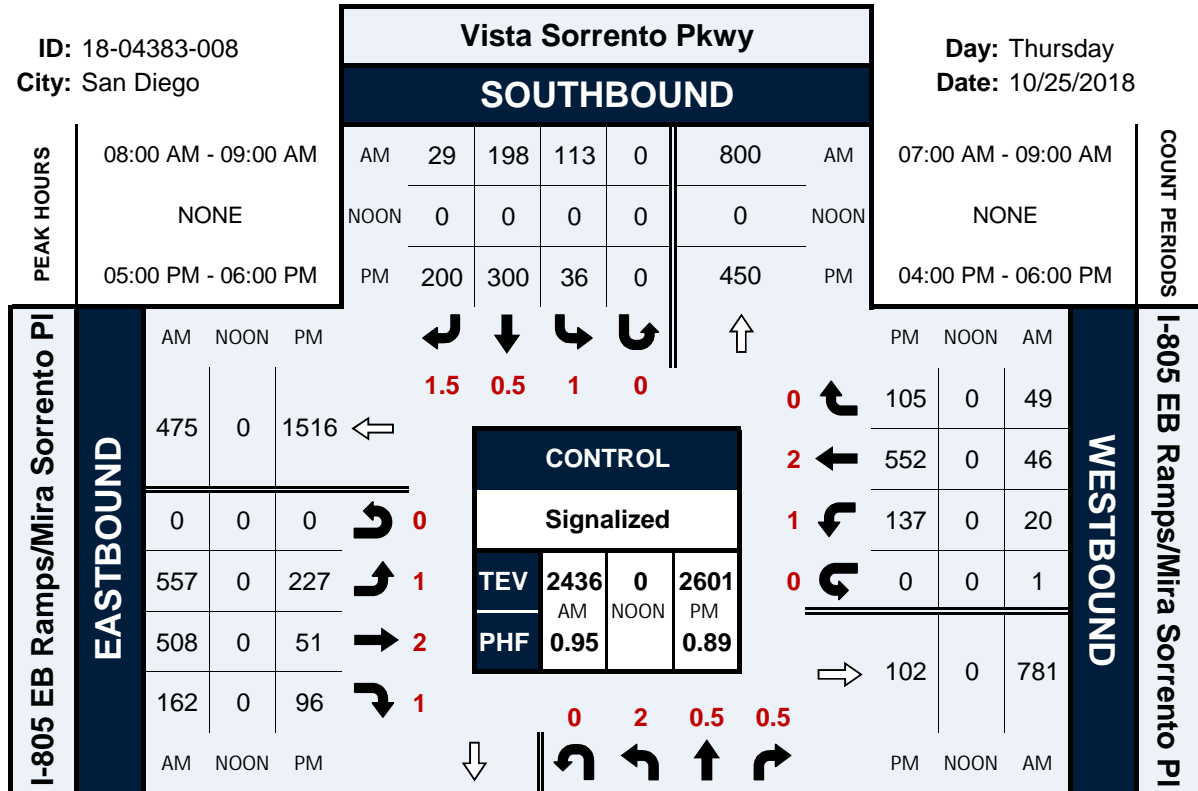 Vista Sorrento Pkwy
ID: 18-04383-008
City: San Diego
Day: Thursday
Date: 10/25/2018
SOUTHBOUND
PEAK HOURS
08:00 AM - 09:00 AM
NONE
05:00 PM - 06:00 PM
AM 29 198 113 0 800 AM
NOON 0 0 0 0 0 NOON
PM 200 300 36 0 450 PM
07:00 AM - 09:00 AM
NONE
04:00 PM - 06:00 PM
COUNT PERIODS
1.5 0.5 1 0
I-805 EB Ramps/Mira Sorrento Pl
EASTBOUND
AM NOON PM
475 0 1516
0 0 0 0
557 0 227 1
508 0 51 2
162 0 96 1
AM NOON PM
CONTROL
Signalized
TEV 2436 0 2601
AM NOON PM
PHF 0.95 0.89
PM NOON AM
0 105 0 49
2 552 0 46
1 137 0 20
0 0 0 1
102 0 781
PM NOON AM
WESTBOUND
I-805 EB Ramps/Mira Sorrento Pl
0 2 0.5 0.5